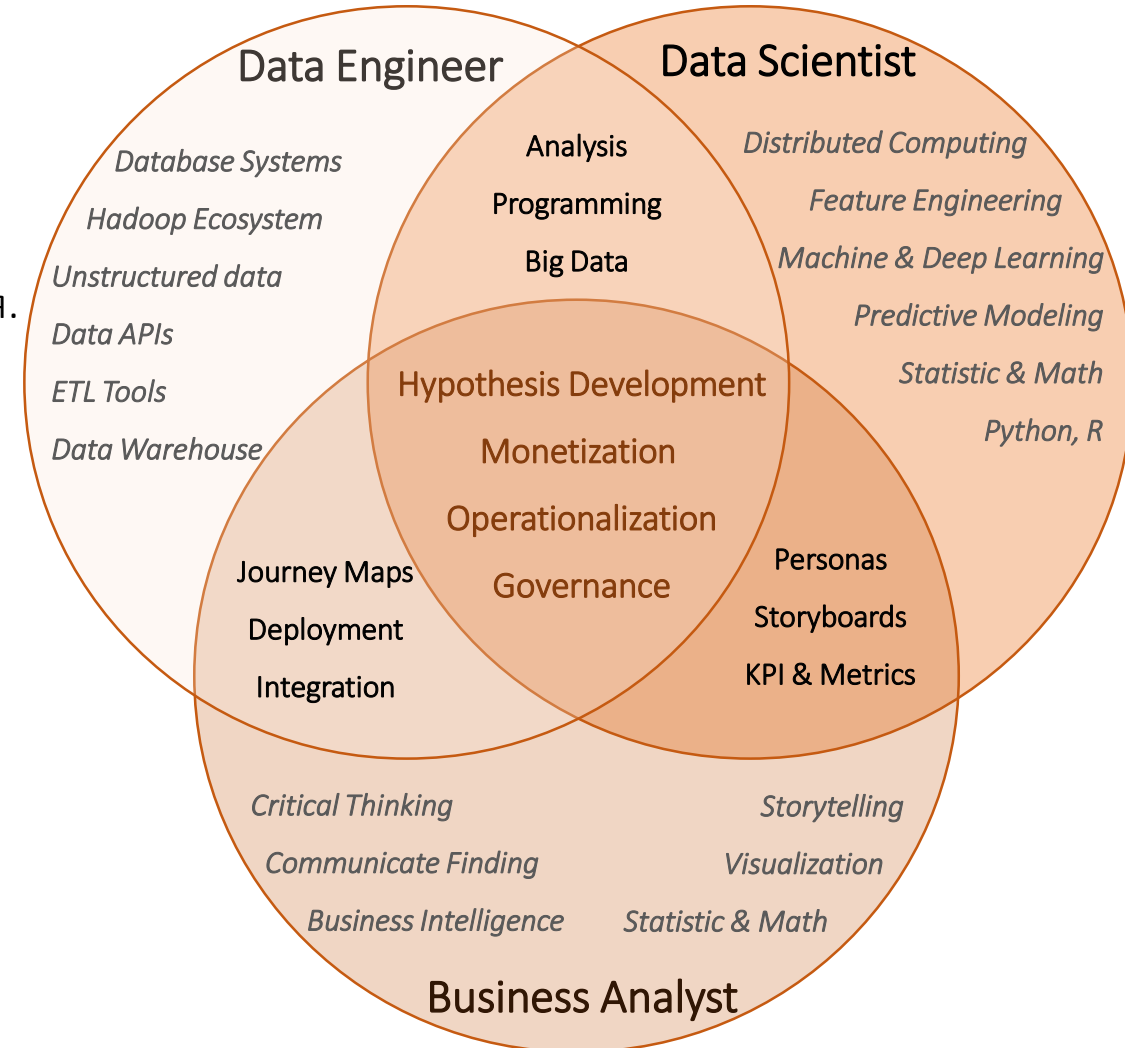 Data Engineer
Data Scientist
Database Systems
Hadoop Ecosystem
Unstructured data
Data APIs
ETL Tools
Data Warehouse
Analysis
Programming
Big Data
Distributed Computing
Feature Engineering
Machine & Deep Learning
Predictive Modeling
Statistic & Math
Python, R
Hypothesis Development
Monetization
Operationalization
Governance
Journey Maps
Deployment
Integration
Personas
Storyboards
KPI & Metrics
Critical Thinking
Communicate Finding
Business Intelligence
Storytelling
Visualization
Statistic & Math
Business Analyst